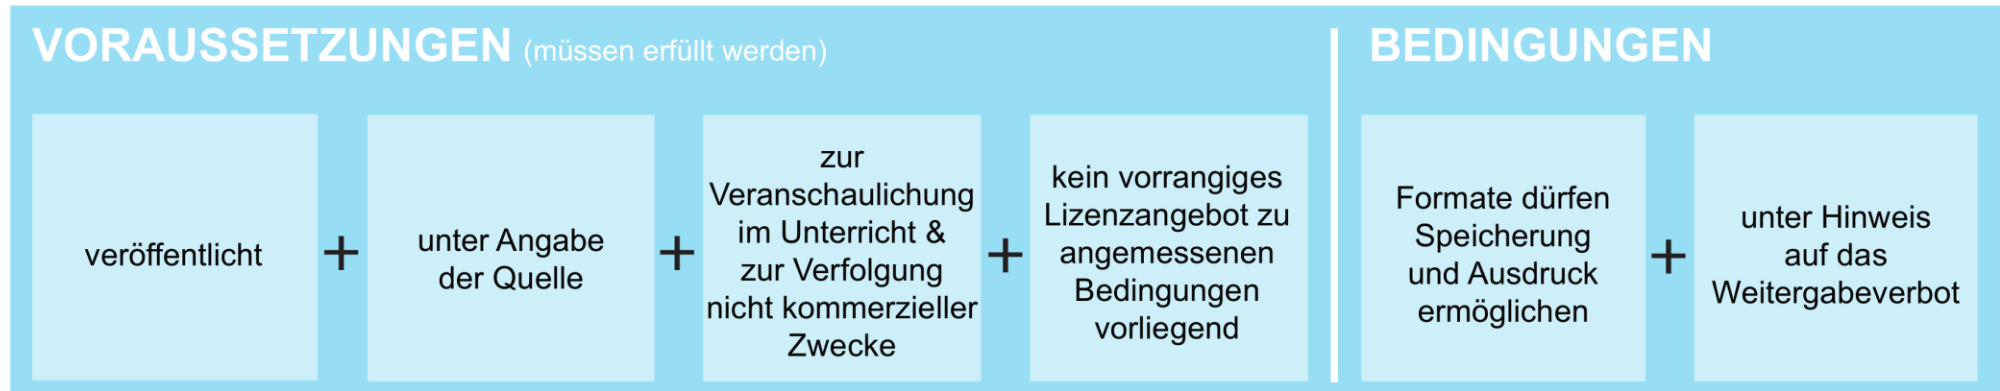 VORAUSSETZUNGEN (müssen erfüllt werden)
veröffentlicht
+
unter Angabe
der Quelle
+
zur
Veranschaulichung
im Unterricht &
zur Verfolgung
nicht kommerzieller
Zwecke
+
kein vorrangiges
Lizenzangebot zu
angemessenen
Bedingungen
vorliegend
BEDINGUNGEN
Formate dürfen
Speicherung
und Ausdruck
ermöglichen
+
unter Hinweis
auf das
Weitergabeverbot